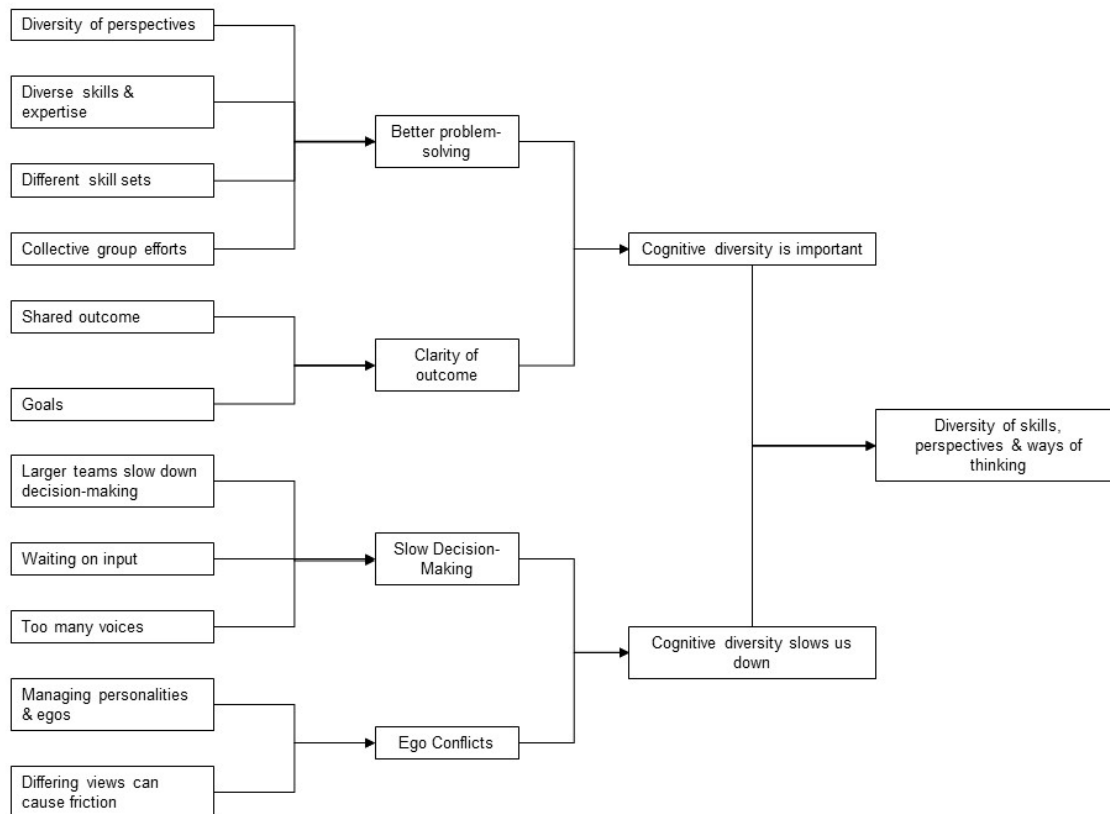 Diversity of perspectives
Diverse skills &
expertise
Different skill sets
Collective group efforts
Shared outcome
Goals
Larger teams slow down
decision-making
Waiting on input
Too many voices
Managing personalities
& egos
Differing views can
cause friction
Better problem-
solving
Clarity of
outcome
Slow Decision-
Making
Ego Conflicts
Cognitive diversity is important
Cognitive diversity slows us
down
Diversity of skills,
perspectives & ways of
thinking